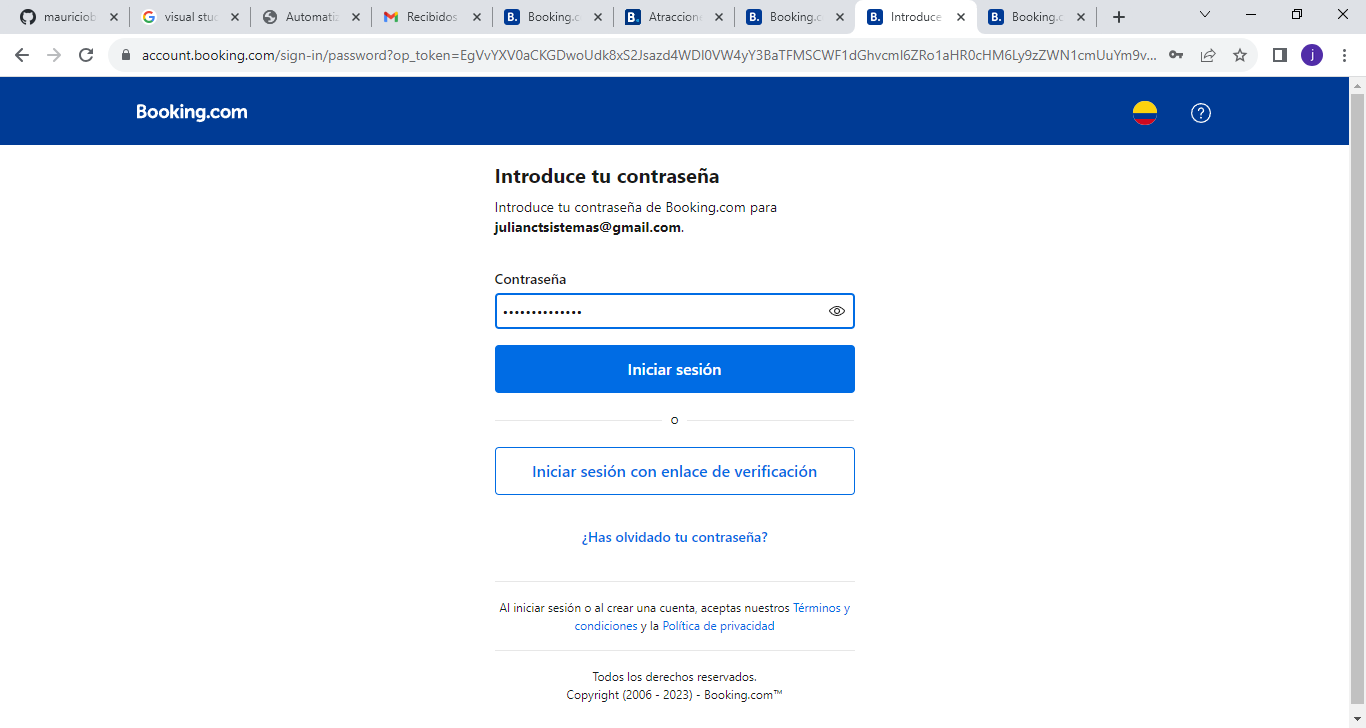 mauriciob
visual stu
Automatiz
Recibidos
Booking.c
Atraccion
Booking.c
Introduce
Booking.c
account.booking.com/sign-in/password?op_token=EgVvYXV0aCKGDwoUdk8xS2Jsazd4WDl0VW4yY3BaTFMSCWF1dGhvcml6ZRo1aHR0cHM6Ly9zZWN1cmUuYm9v...
j
Booking.com
Introduce tu contraseña
Introduce tu contraseña de Booking.com para
julianctsistemas@gmail.com.
Contraseña
••••••••••••••
Iniciar sesión
o
Iniciar sesión con enlace de verificación
¿Has olvidado tu contraseña?
Al iniciar sesión o al crear una cuenta, aceptas nuestros Términos y
condiciones y la Política de privacidad
Todos los derechos reservados.
Copyright (2006 - 2023) - Booking.com™